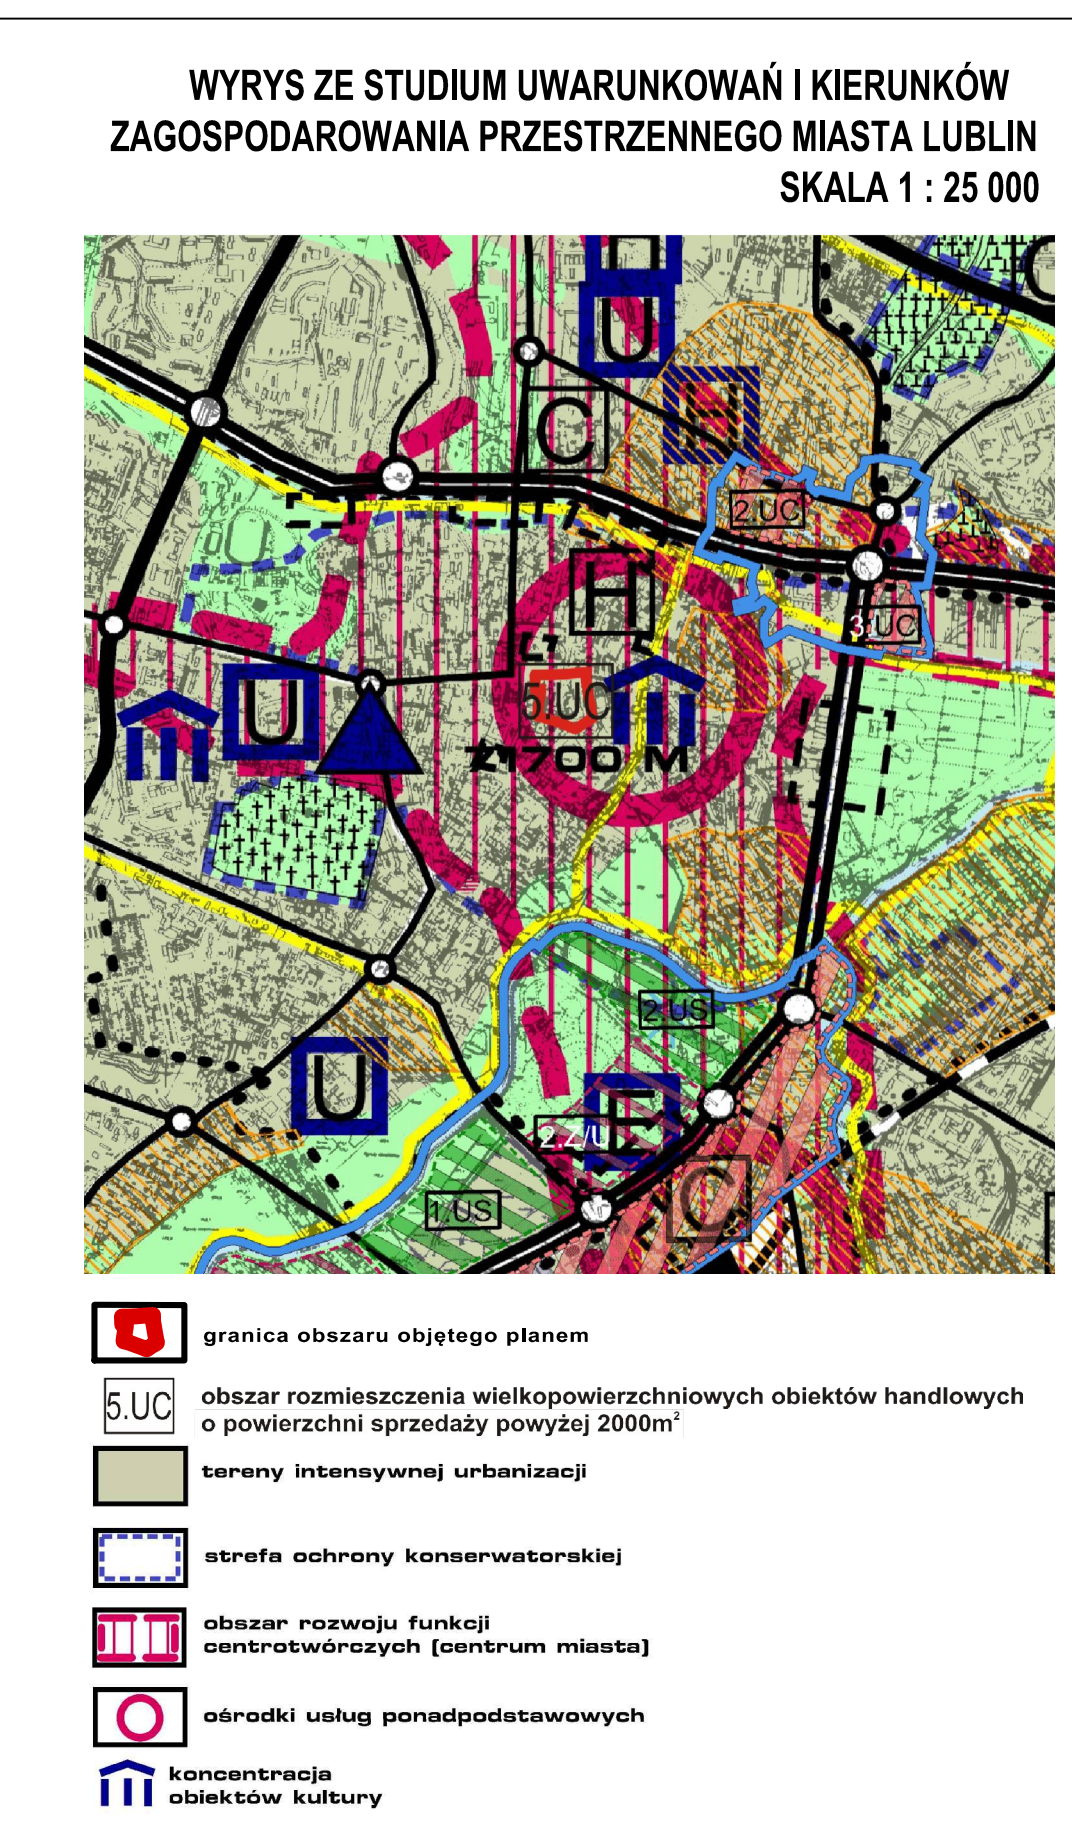 WYRYS ZE STUDIUM UWARUNKOWAŃ I KIERUNKÓW
ZAGOSPODAROWANIA PRZESTRZENNEGO MIASTA LUBLIN
SKALA 1 : 25 000
U
C
H
2.UC
H
3.UC
5.UC
U
1700 M
2.US
U
E
2.Z/U
C
1.US
granica obszaru objętego planem
5.UC
obszar rozmieszczenia wielkopowierzchniowych obiektów handlowych
o powierzchni sprzedaży powyżej 2000m²
tereny intensywnej urbanizacji
strefa ochrony konserwatorskiej
obszar rozwoju funkcji
centrotwórczych (centrum miasta)
ośrodki usług ponadpodstawowych
koncentracja
obiektów kultury